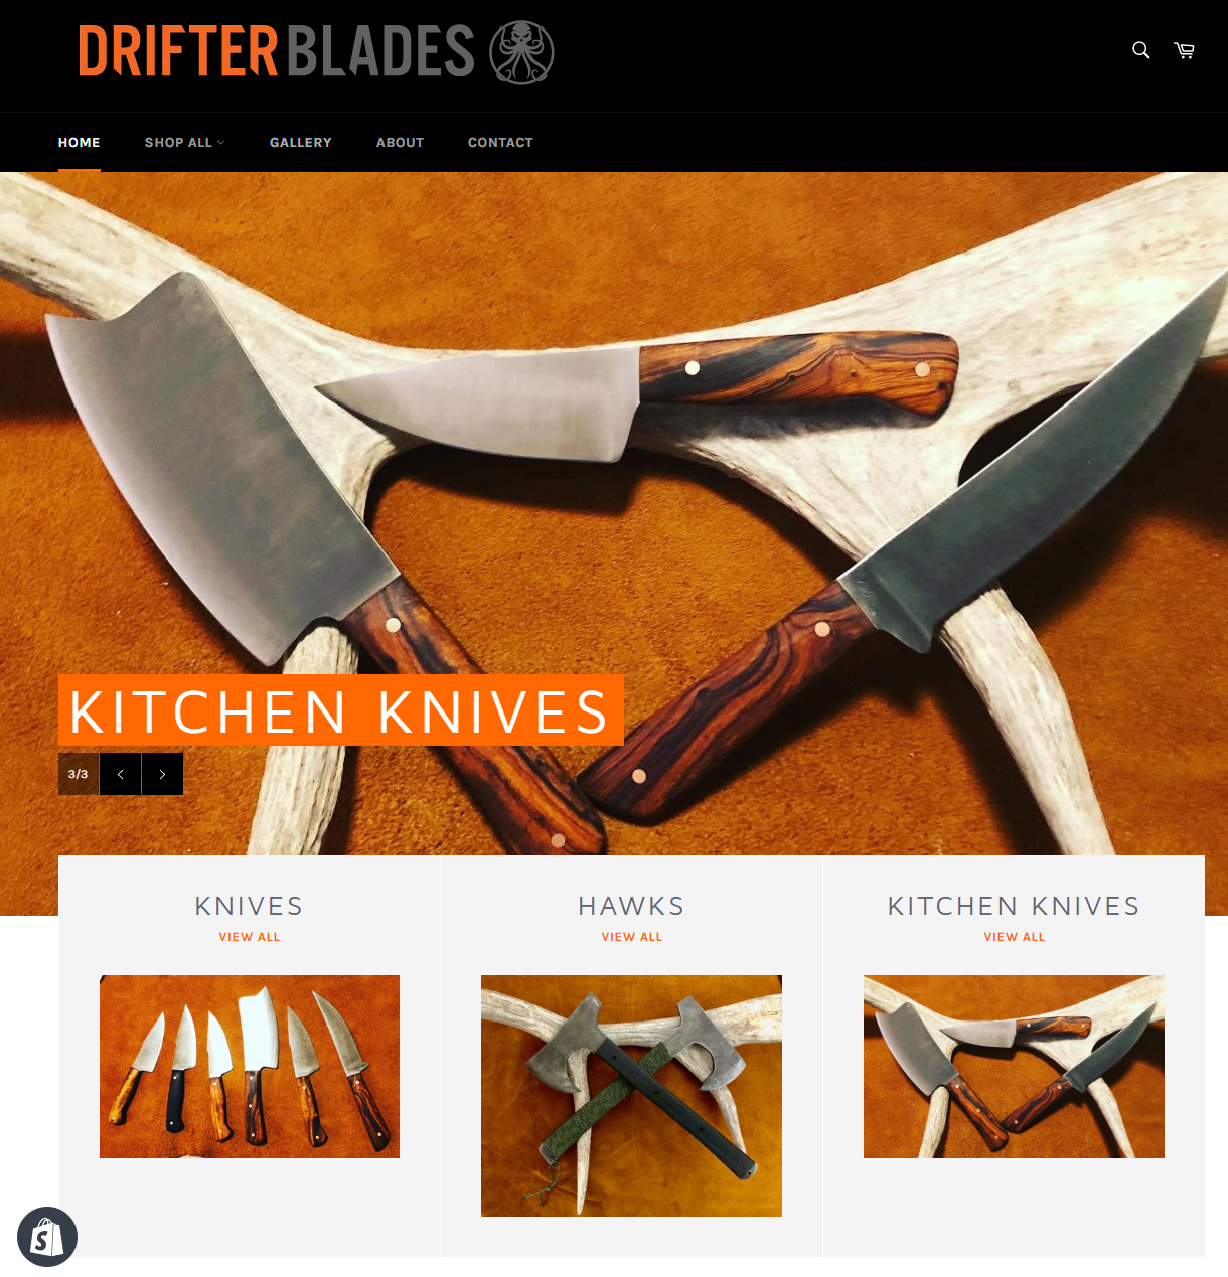 DRIFTER BLADES
HOME SHOP ALL GALLERY ABOUT CONTACT
KITCHEN KNIVES
3/3
KNIVES
VIEW ALL
HAWKS
VIEW ALL
KITCHEN KNIVES
VIEW ALL
S